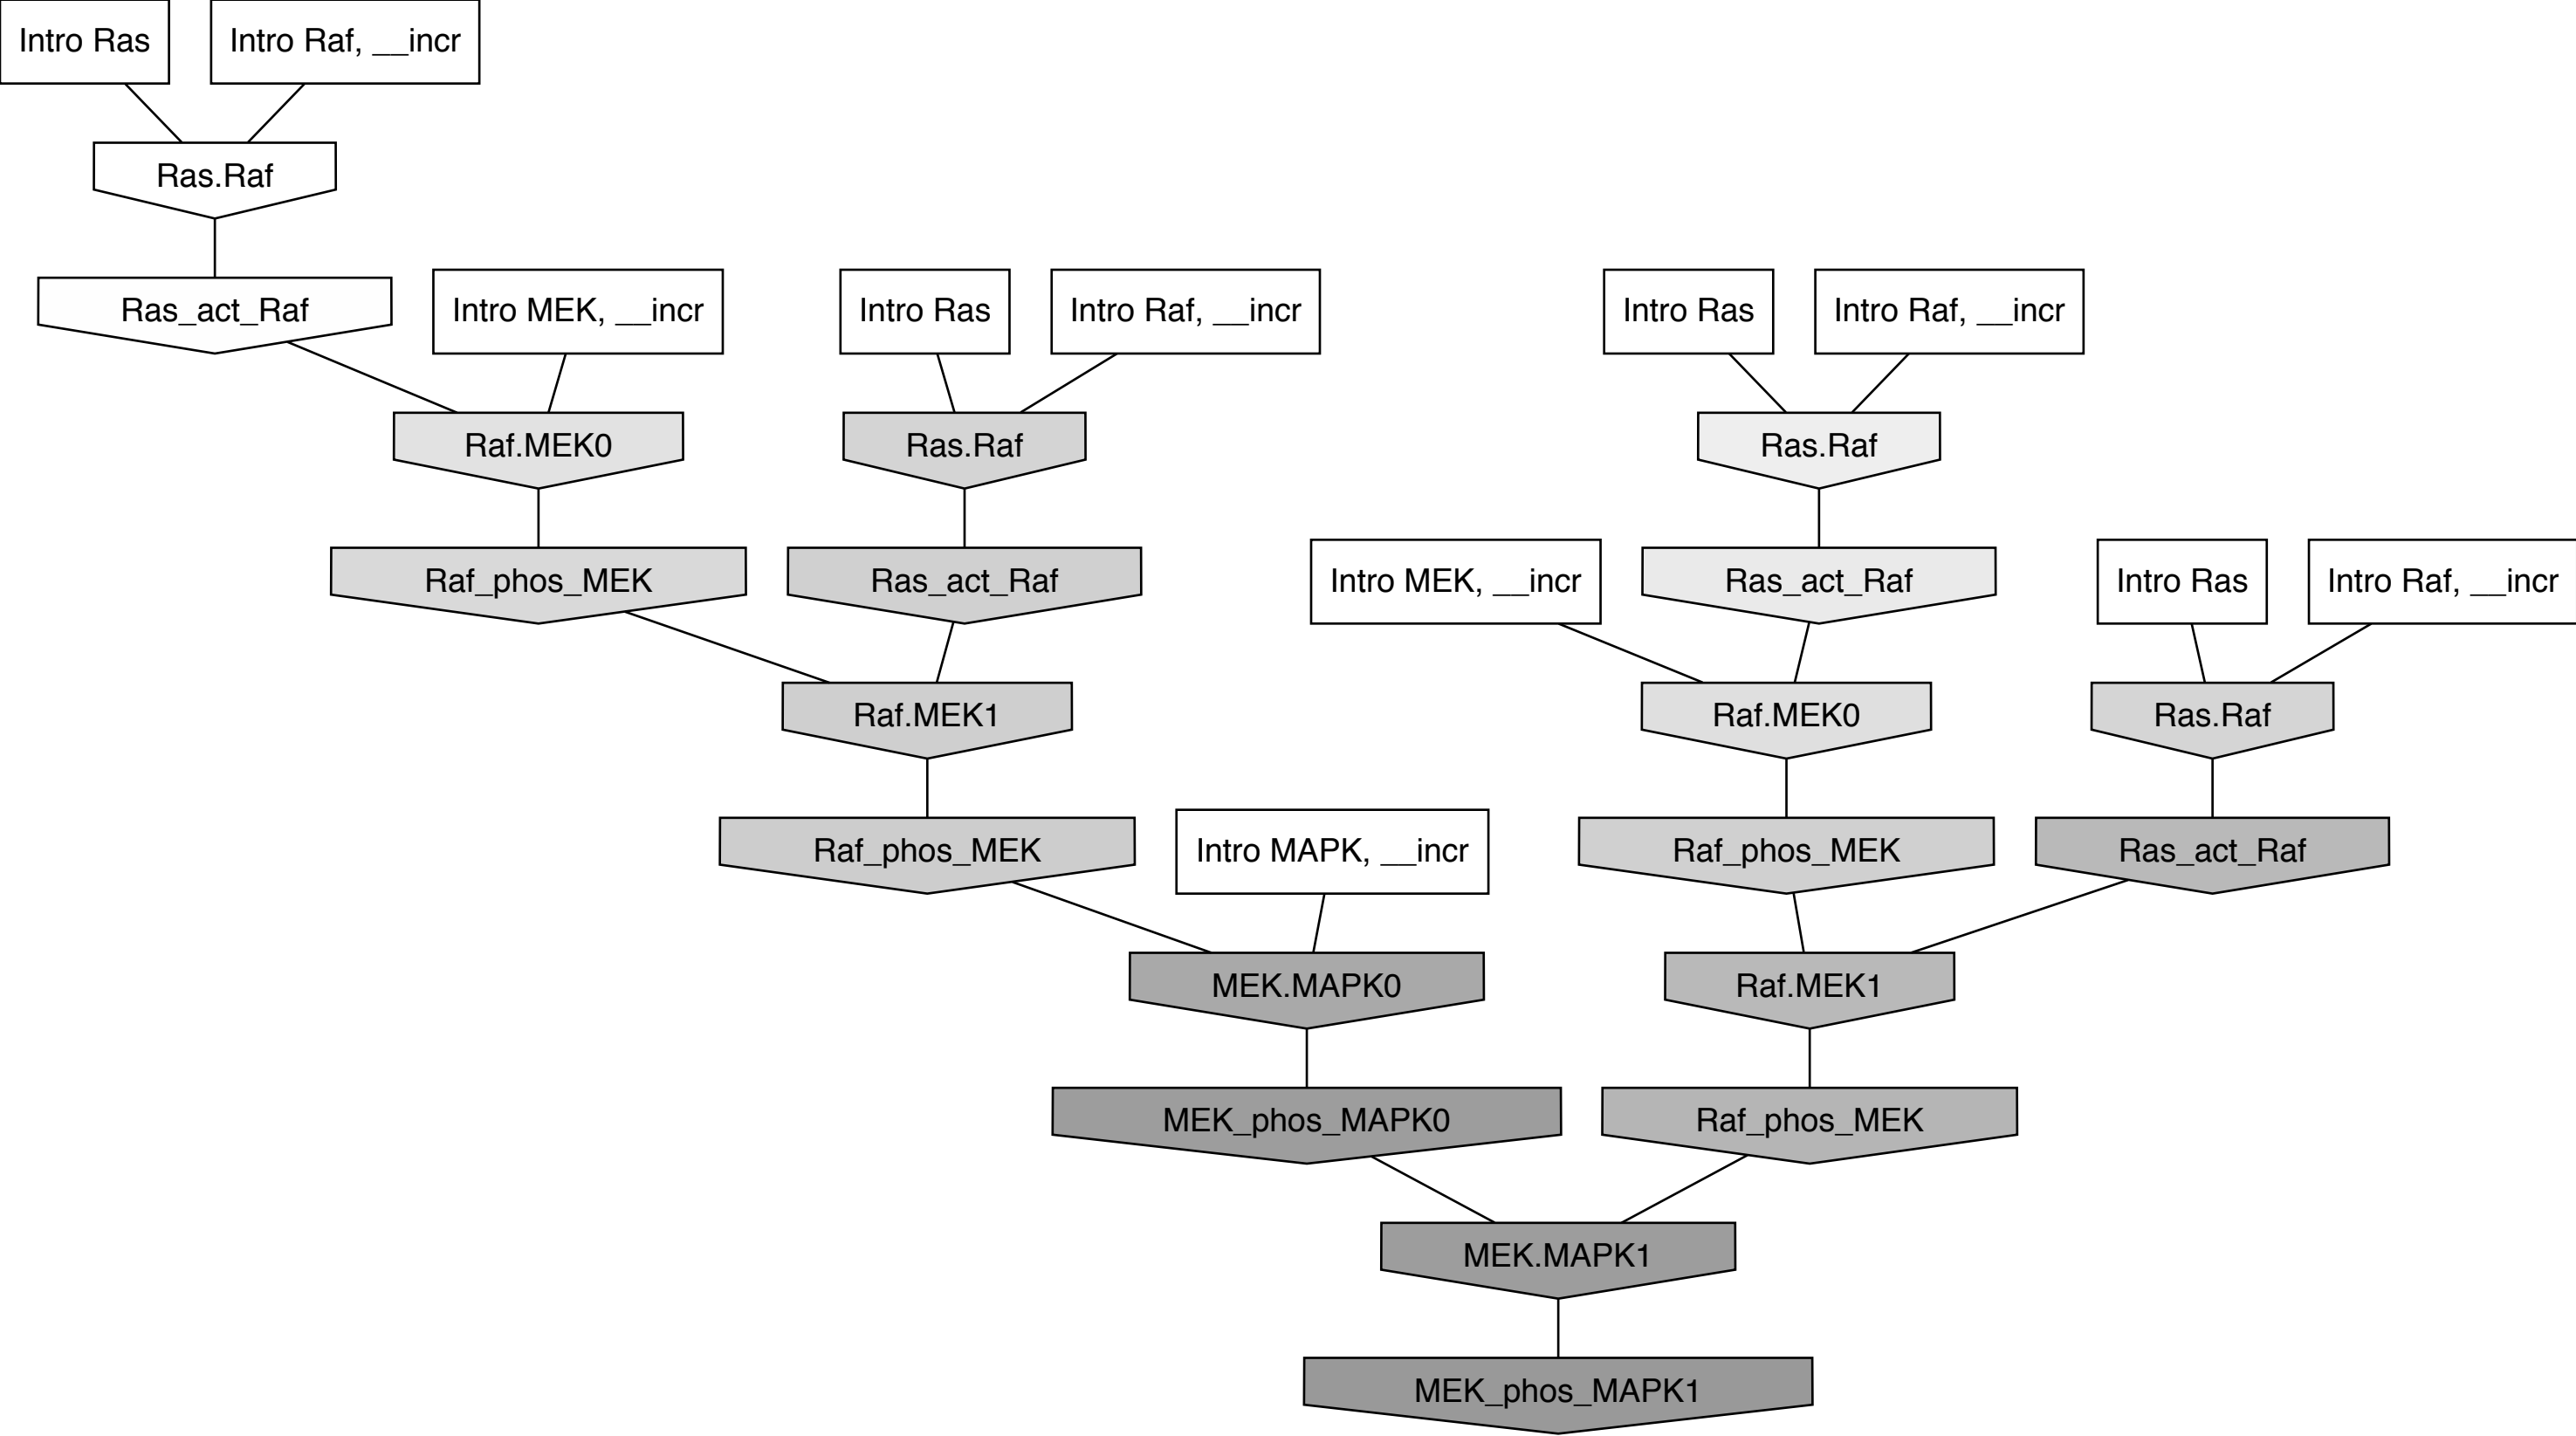 Intro Ras
Intro Raf, __incr
Ras.Raf
Ras_act_Raf
Intro MEK, __incr
Intro Ras
Intro Raf, __incr
Intro Ras
Intro Raf, __incr
Raf.MEK0
Ras.Raf
Ras.Raf
Raf_phos_MEK
Ras_act_Raf
Intro MEK, __incr
Ras_act_Raf
Intro Ras
Intro Raf, __incr
Raf.MEK1
Raf.MEK0
Ras.Raf
Raf_phos_MEK
Intro MAPK, __incr
Raf_phos_MEK
Ras_act_Raf
MEK.MAPK0
Raf.MEK1
MEK_phos_MAPK0
Raf_phos_MEK
MEK.MAPK1
MEK_phos_MAPK1